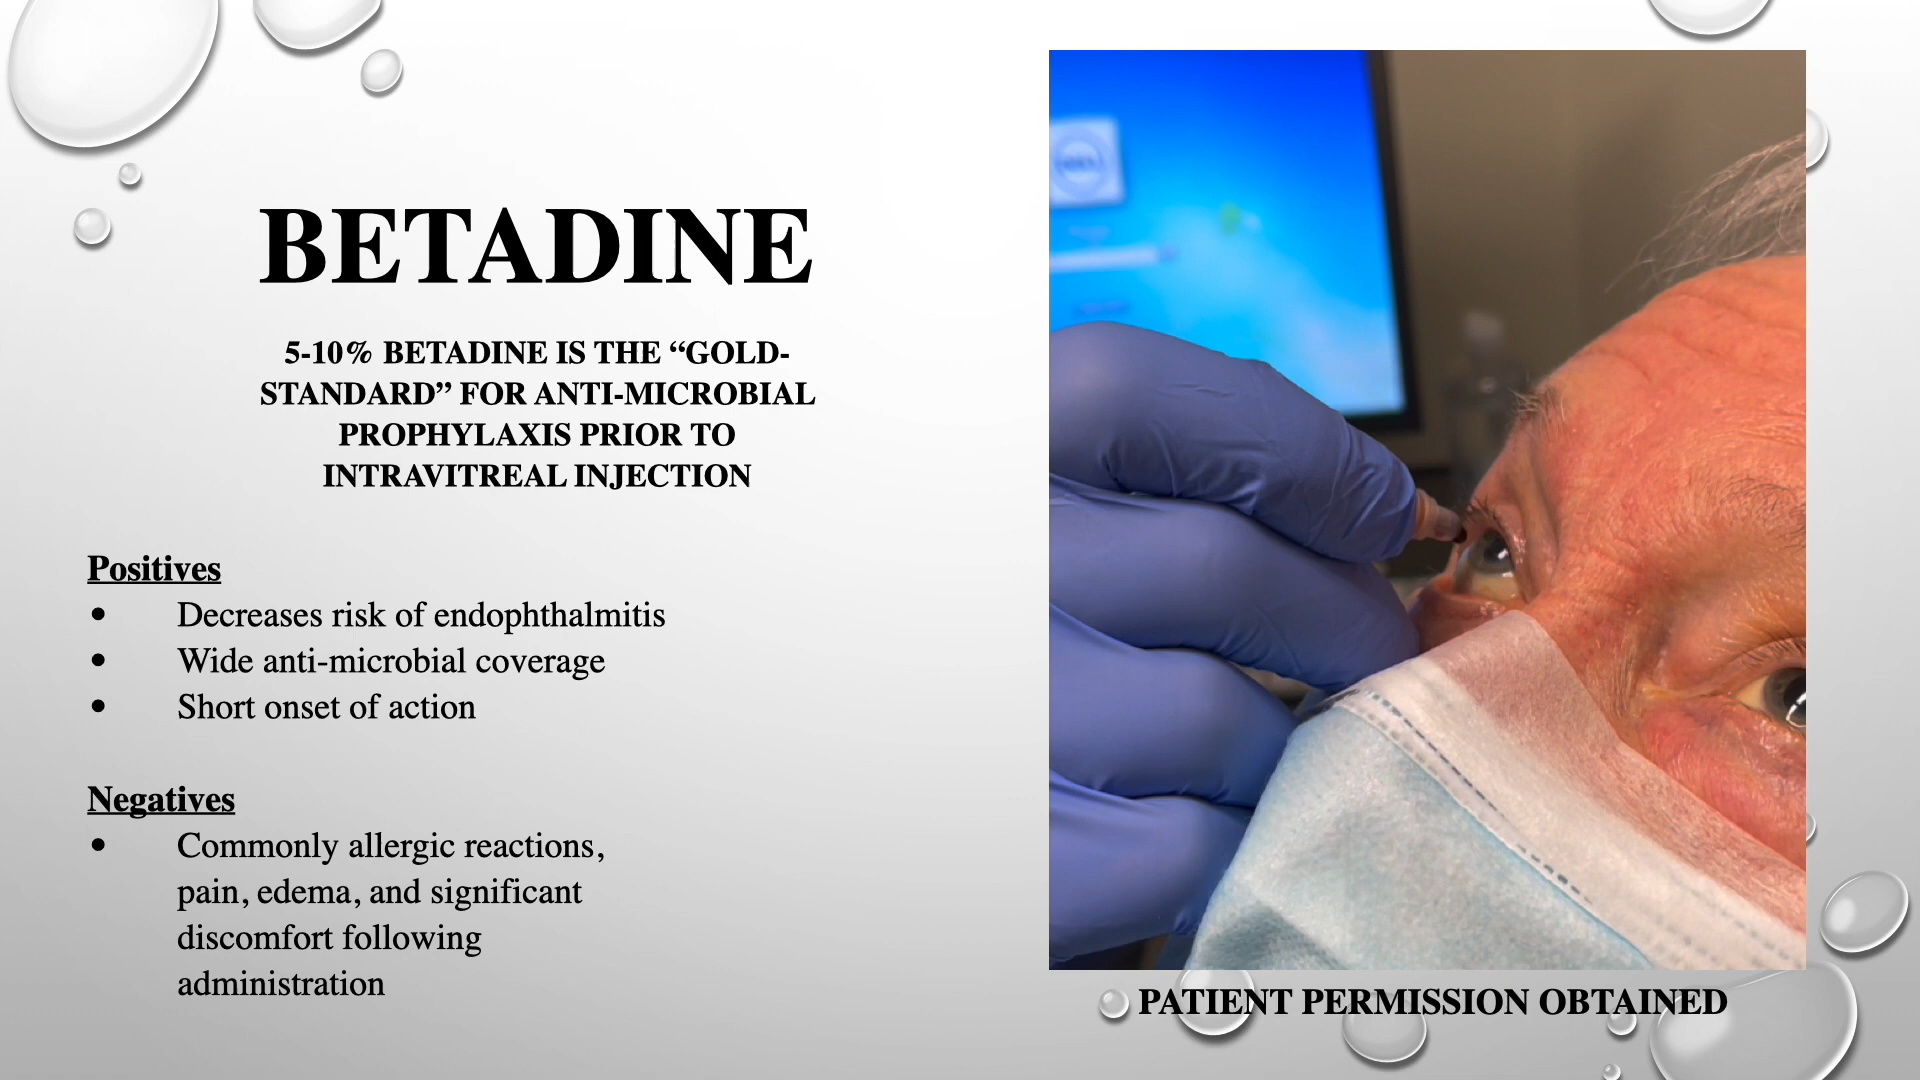 BETADINE
5-10% BETADINE IS THE “GOLD-
STANDARD” FOR ANTI-MICROBIAL
PROPHYLAXIS PRIOR TO
INTRAVITREAL INJECTION
Positives
• Decreases risk of endophthalmitis
• Wide anti-microbial coverage
• Short onset of action
Negatives
• Commonly allergic reactions,
pain, edema, and significant
discomfort following
administration
PATIENT PERMISSION OBTAINED